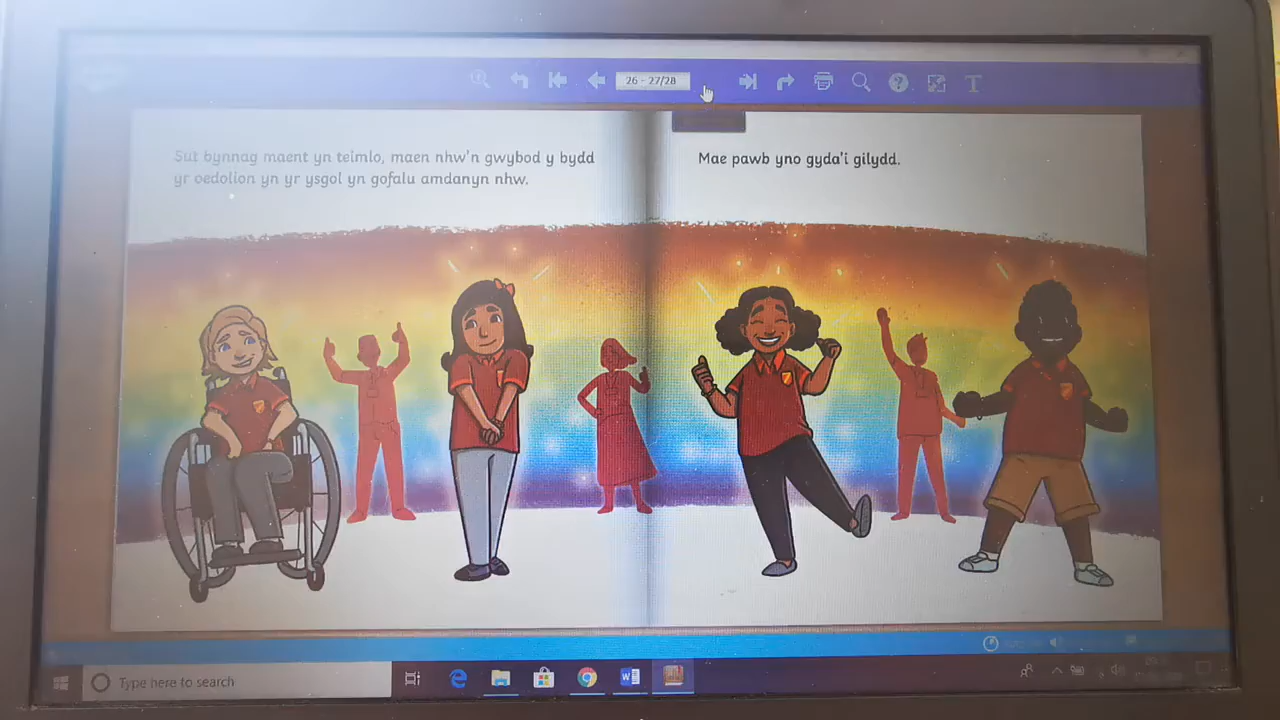 26 - 27/28
Sut bynnag maent yn teimlo, maen nhw'n gwybod y bydd
yr oedolion yn yr ysgol yn gofalu amdanyn nhw.
Mae pawb yno gyda'i gilydd.
Type here to search